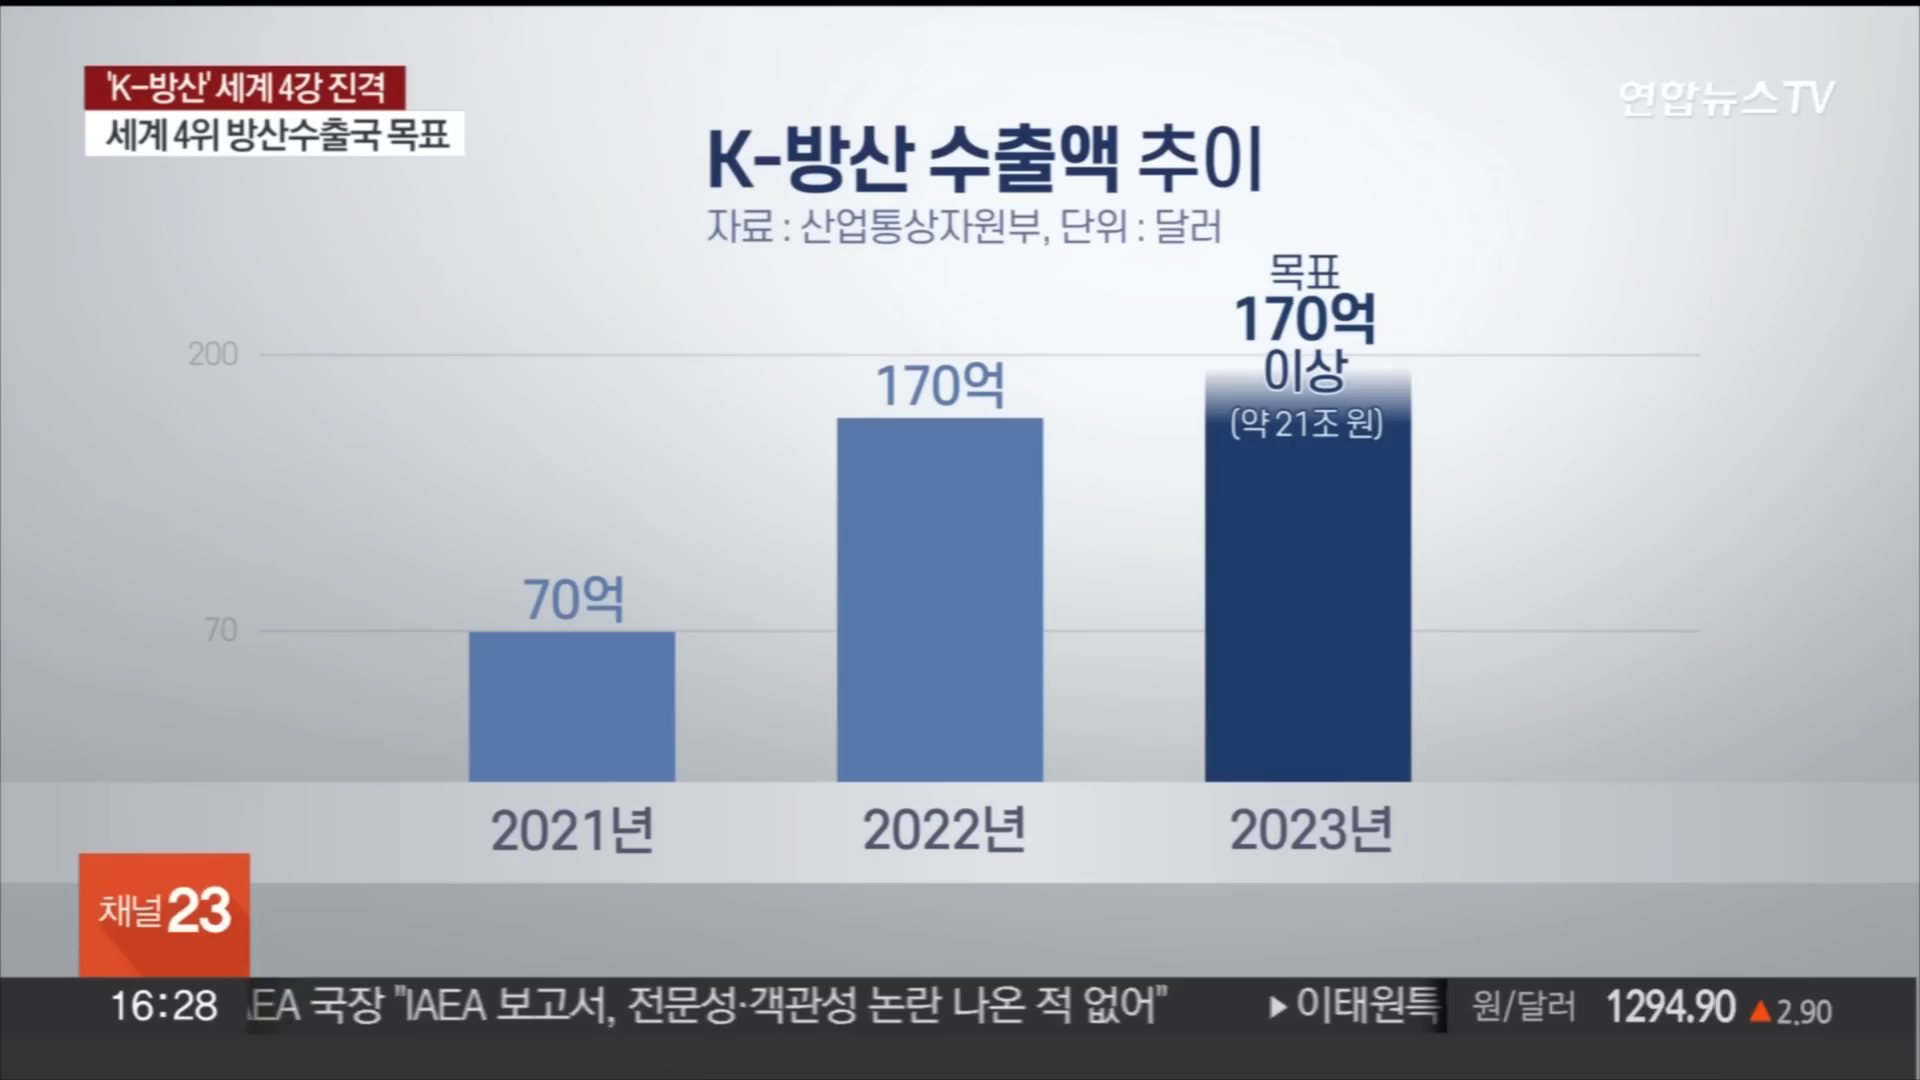 'K-방산' 세계 4강 진격
세계 4위 방산수출국 목표
연합뉴스TV
K-방산 수출액 추이
자료 : 산업통상자원부, 단위 : 달러
목표
170억
이상
(약 21조 원)
200
170억
70억
70
2021년 2022년 2023년
채널 23
16:28 EA 국장 "IAEA 보고서, 전문성·객관성 논란 나온 적 없어" ▶이태원특 원/달러 1294.90 ▲2.90